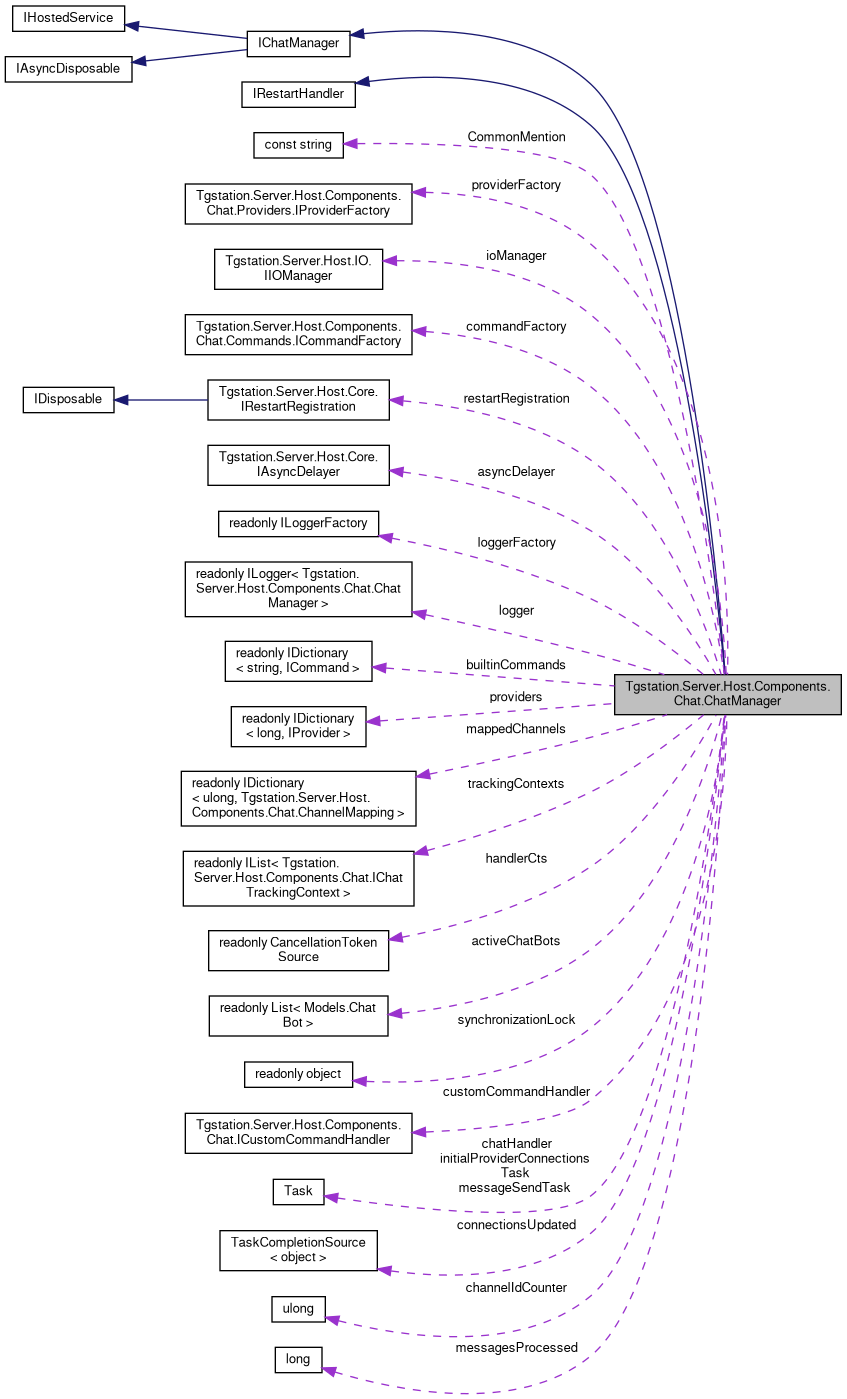 IHostedService
IChatManager
IAsyncDisposable
IRestartHandler
CommonMention
const string
providerFactory
Tgstation.Server.Host.Components.
Chat.Providers.IProviderFactory
ioManager
Tgstation.Server.Host.IO.
IIOManager
commandFactory
Tgstation.Server.Host.Components.
Chat.Commands.ICommandFactory
restartRegistration
IDisposable
Tgstation.Server.Host.Core.
IRestartRegistration
asyncDelayer
Tgstation.Server.Host.Core.
IAsyncDelayer
readonly ILoggerFactory
loggerFactory
readonly ILogger< Tgstation.
Server.Host.Components.Chat.Chat
Manager >
logger
readonly IDictionary
< string, ICommand >
builtinCommands
Tgstation.Server.Host.Components.
Chat.ChatManager
providers
readonly IDictionary
< long, IProvider >
mappedChannels
readonly IDictionary
< ulong, Tgstation.Server.Host.
Components.Chat.ChannelMapping >
trackingContexts
readonly IList< Tgstation.
Server.Host.Components.Chat.IChat
TrackingContext >
handlerCts
readonly CancellationToken
Source
activeChatBots
readonly List< Models.Chat
Bot >
synchronizationLock
readonly object
customCommandHandler
Tgstation.Server.Host.Components.
Chat.ICustomCommandHandler
chatHandler
initialProviderConnections
Task
messageSendTask
Task
connectionsUpdated
TaskCompletionSource
< object >
channelIdCounter
ulong
messagesProcessed
long